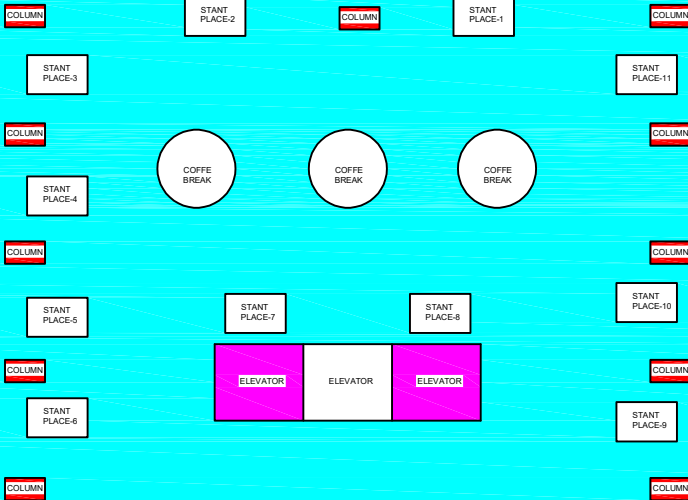 COLUMN
STANT
PLACE-2
COLUMN
STANT
PLACE-1
COLUMN
STANT
PLACE-3
STANT
PLACE-11
COLUMN
COLUMN
COFFE
BREAK
COFFE
BREAK
COFFE
BREAK
STANT
PLACE-4
COLUMN
COLUMN
STANT
PLACE-10
STANT
PLACE-5
STANT
PLACE-7
STANT
PLACE-8
COLUMN
ELEVATOR
ELEVATOR
ELEVATOR
COLUMN
STANT
PLACE-6
STANT
PLACE-9
COLUMN
COLUMN